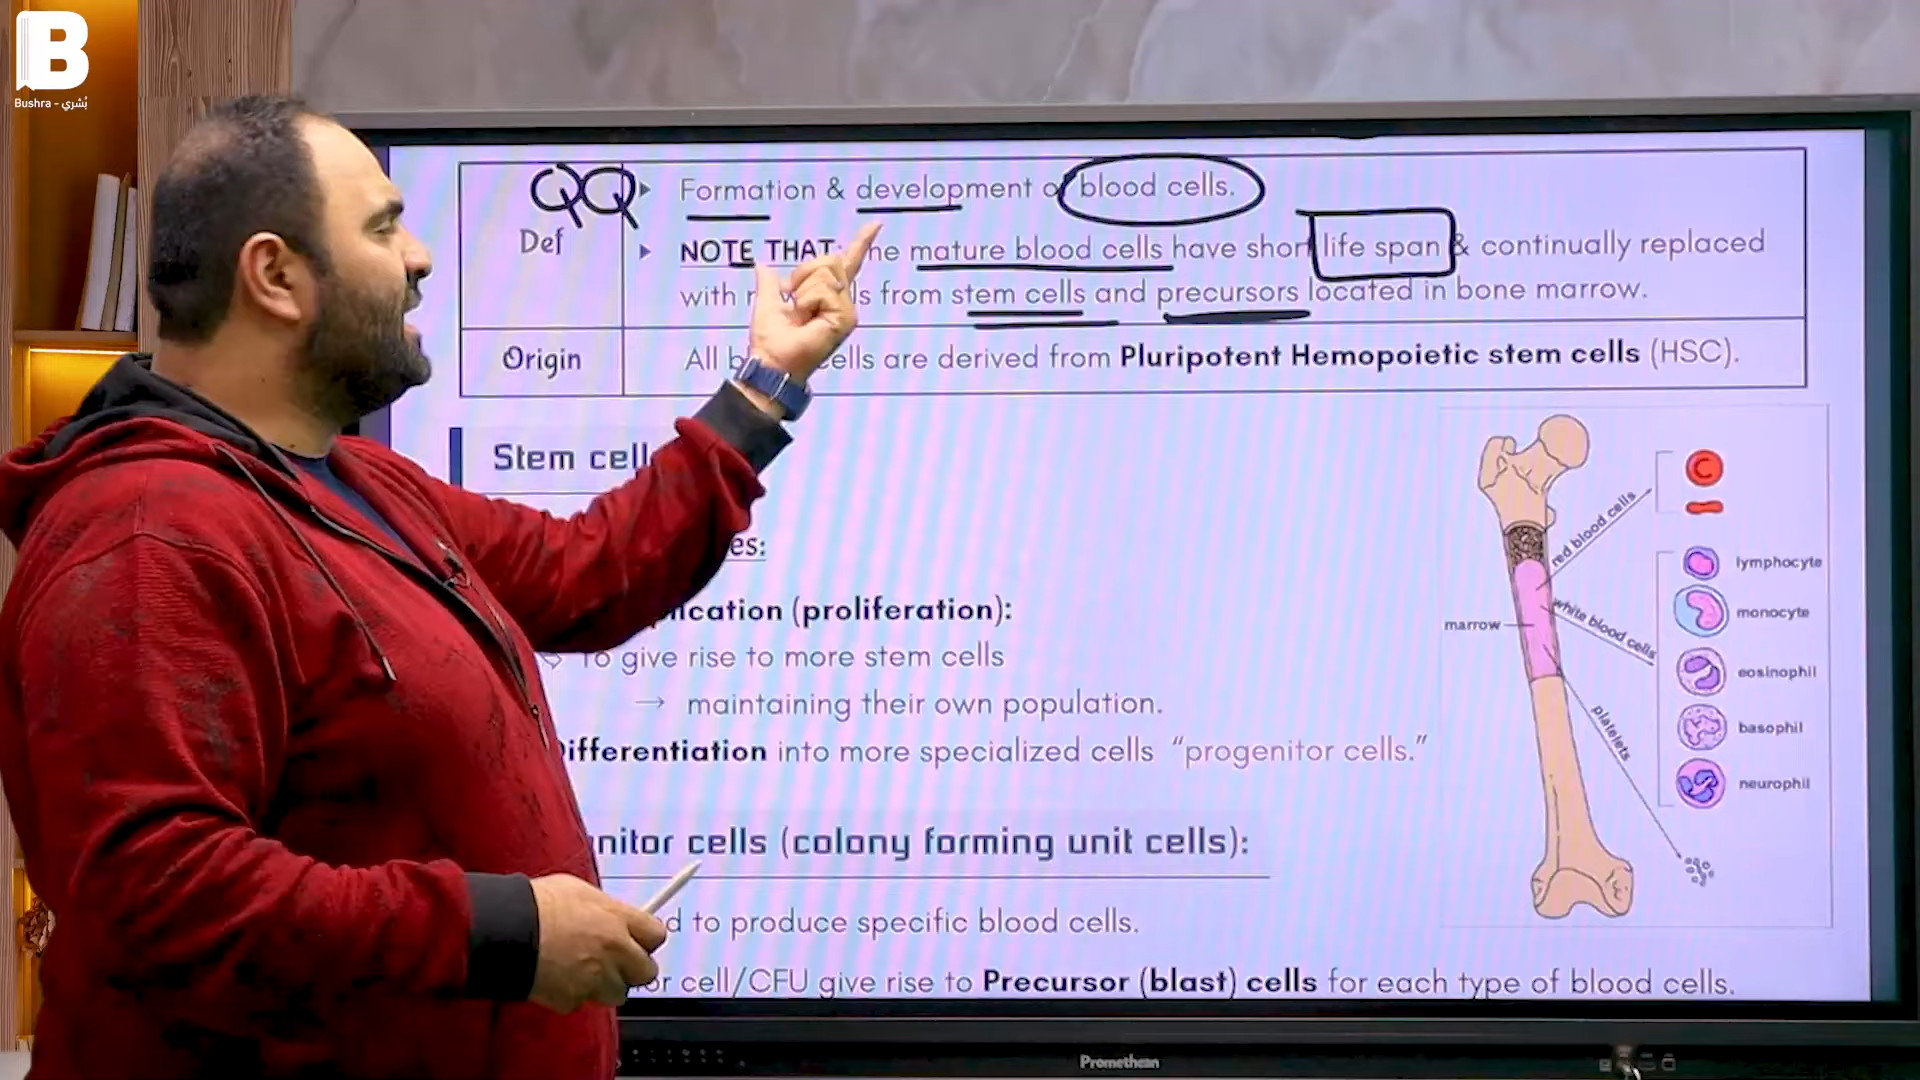 B
Bushra - بُشري
QQ
Def
Formation & development of blood cells.
NOTE THAT: The mature blood cells have short life span & continually replaced
with cells from stem cells and precursors located in bone marrow.
Origin
All cells are derived from Pluripotent Hemopoietic stem cells (HSC).
Stem cell
es:
ication (proliferation):
To give rise to more stem cells
→ maintaining their own population.
Differentiation into more specialized cells “progenitor cells.”
nitor cells (colony forming unit cells):
d to produce specific blood cells.
or cell/CFU give rise to Precursor (blast) cells for each type of blood cells.
marrow
red blood cells
white blood cells
platelets
lymphocyte
monocyte
eosinophil
basophil
neurophil
Promethean